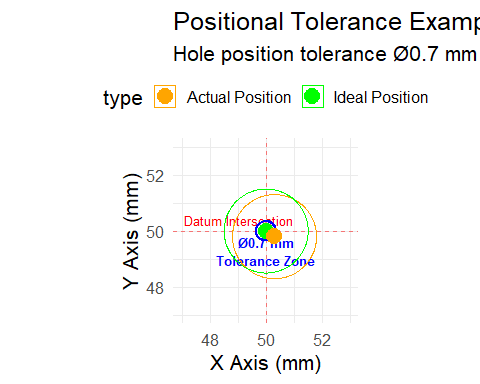 Positional Tolerance Examp
Hole position tolerance Ø0.7 mm
type Actual Position Ideal Position
52
50
48
Y Axis (mm)
Datum Intersection
Ø0.7 mm
Tolerance Zone
48 50 52
X Axis (mm)